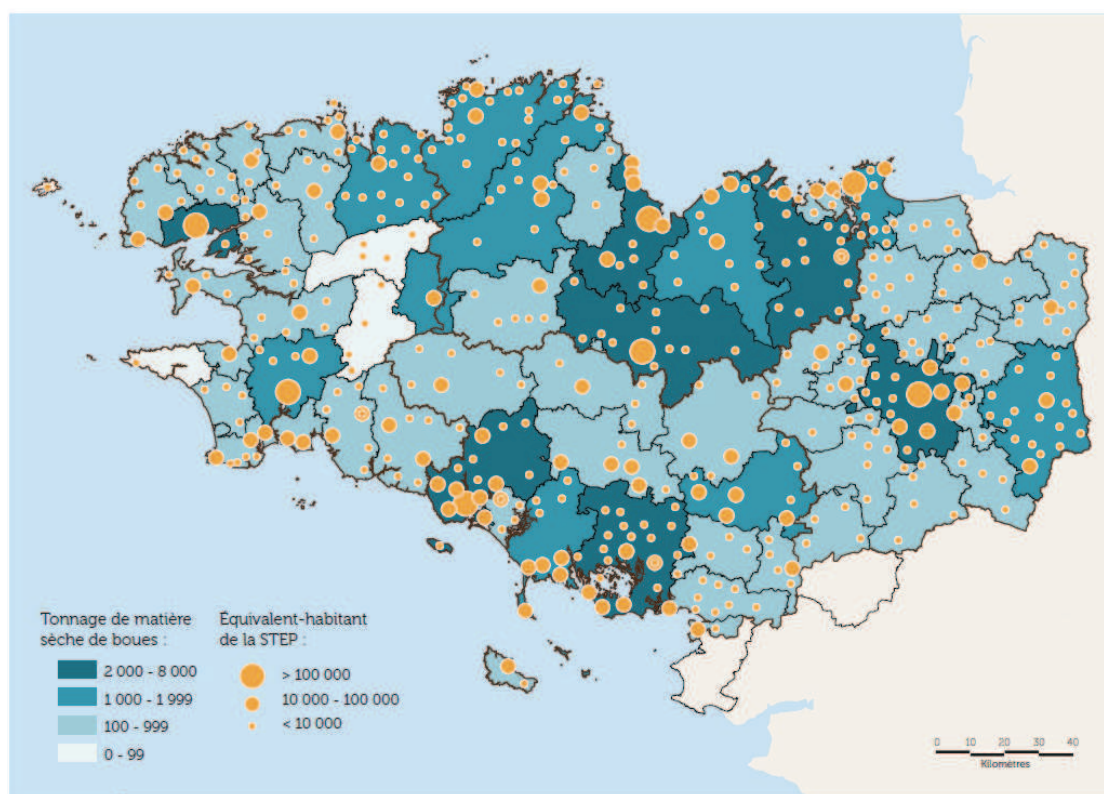 Tonnage de matière
sèche de boues :
2 000 - 8 000
1 000 - 1 999
100 - 999
0 - 99
Équivalent-habitant
de la STEP :
> 100 000
10 000 - 100 000
< 10 000
0 10 20 30 40
Kilomètres